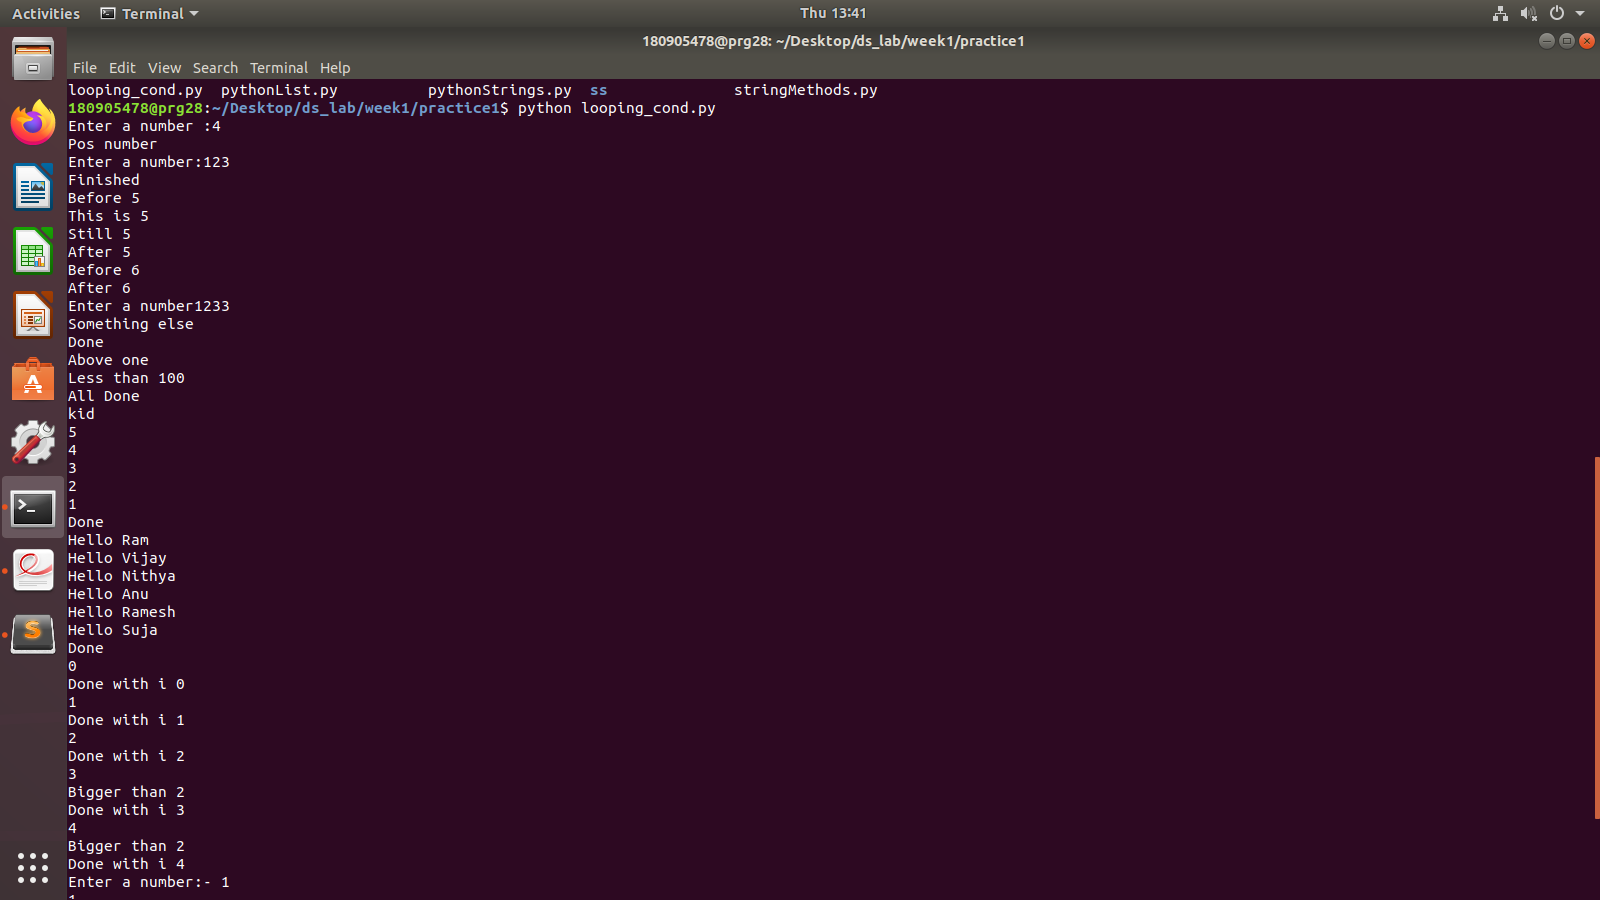 Activities Terminal Thu 13:41
180905478@prg28: ~/Desktop/ds_lab/week1/practice1
File Edit View Search Terminal Help
looping_cond.py pythonList.py pythonStrings.py ss stringMethods.py
180905478@prg28:~/Desktop/ds_lab/week1/practice1$ python looping_cond.py
Enter a number :4
Pos number
Enter a number:123
Finished
Before 5
This is 5
Still 5
After 5
Before 6
After 6
Enter a number1233
Something else
Done
Above one
Less than 100
All Done
kid
5
4
3
2
1
Done
Hello Ram
Hello Vijay
Hello Nithya
Hello Anu
Hello Ramesh
Hello Suja
Done
0
Done with i 0
1
Done with i 1
2
Done with i 2
3
Bigger than 2
Done with i 3
4
Bigger than 2
Done with i 4
Enter a number:- 1